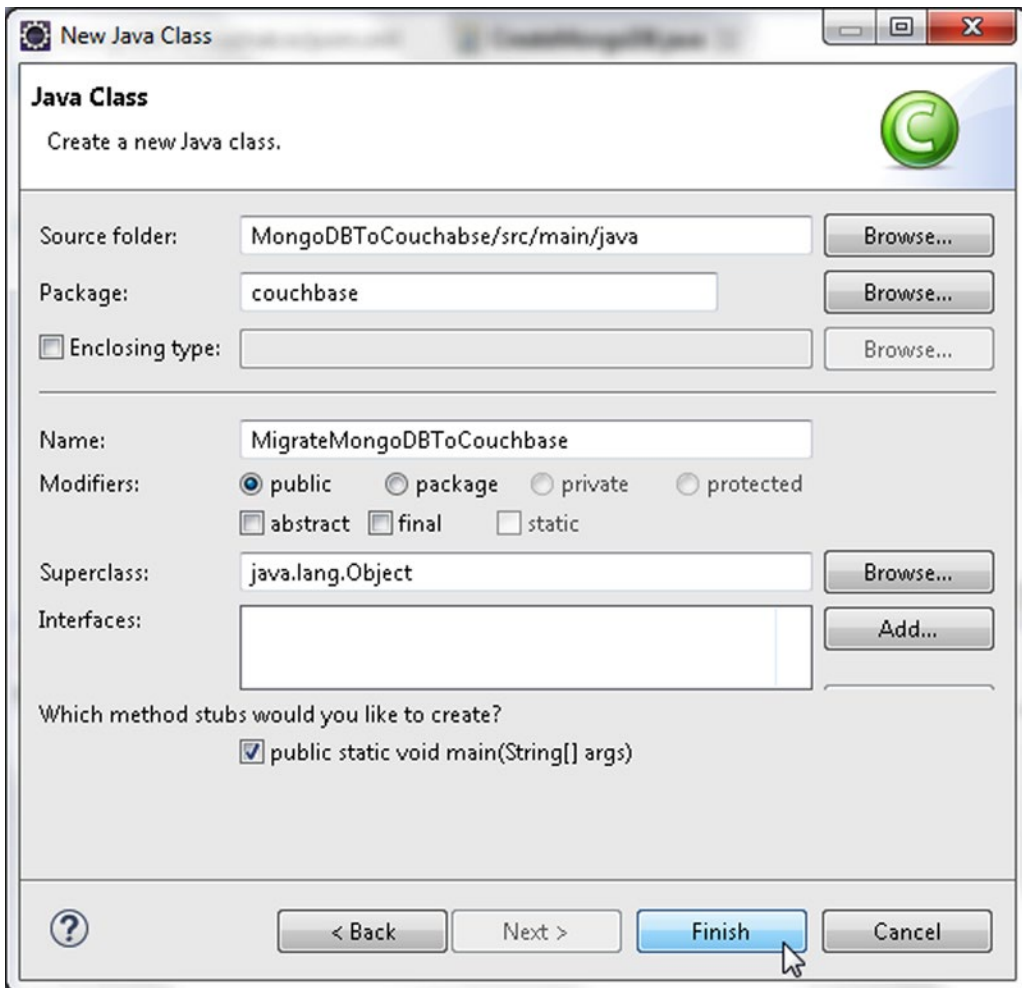 New Java Class
Java Class
Create a new Java class.
Source folder: MongoDBToCouchabse/src/main/java Browse...
Package: couchbase Browse...
Enclosing type: Browse...
Name: MigrateMongoDBToCouchbase
Modifiers: public package private protected
abstract final static
Superclass: java.lang.Object Browse...
Interfaces: Add...
Which method stubs would you like to create?
public static void main(String[] args)
? < Back Next > Finish Cancel